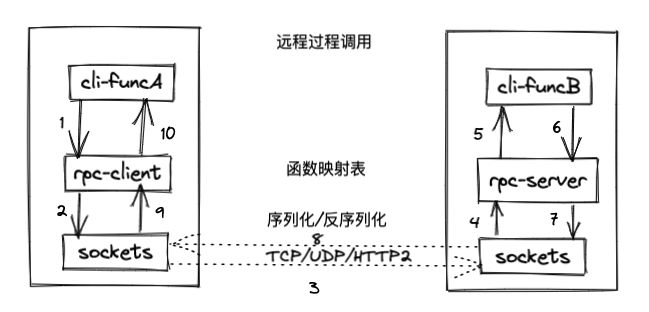 远程过程调用
cli-funcA
cli-funcB
1
10
5
6
函数映射表
rpc-client
rpc-server
2
9
序列化/反序列化
4
7
8
sockets
TCP/UDP/HTTP2
sockets
3